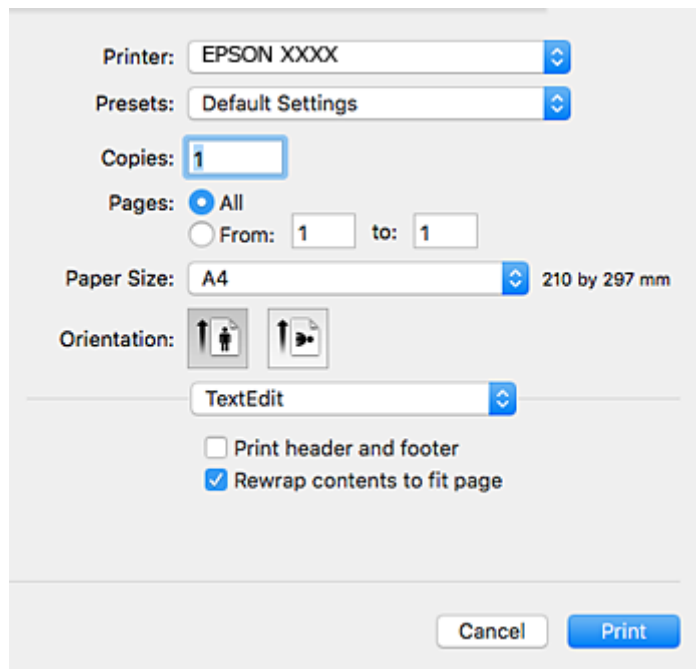 Printer: EPSON XXXX
Presets: Default Settings
Copies: 1
Pages: All
From: 1 to: 1
Paper Size: A4 210 by 297 mm
Orientation:
TextEdit
Print header and footer
Rewrap contents to fit page
Cancel Print